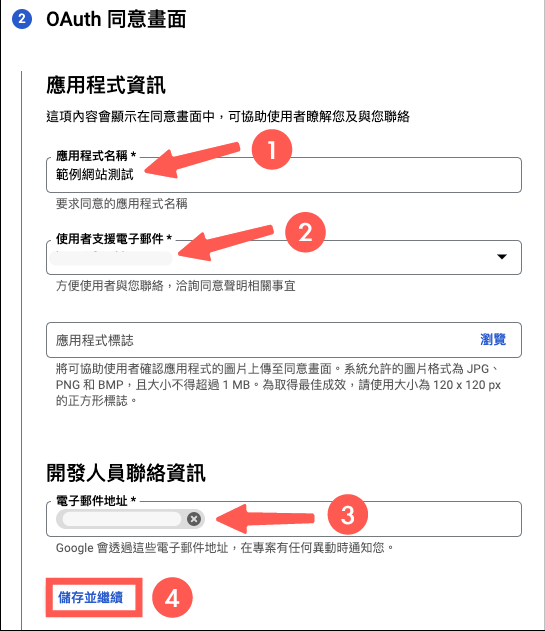 2 OAuth 同意畫面
應用程式資訊
這項內容會顯示在同意畫面中，可協助使用者瞭解您及與您聯絡
1
應用程式名稱 *
範例網站測試
要求同意的應用程式名稱
2
使用者支援電子郵件 *
方便使用者與您聯絡，洽詢同意聲明相關事宜
應用程式標誌 瀏覽
將可協助使用者確認應用程式的圖片上傳至同意畫面。系統允許的圖片格式為 JPG、
PNG 和 BMP，且大小不得超過 1 MB。為取得最佳成效，請使用大小為 120 x 120 px
的正方形標誌。
開發人員聯絡資訊
電子郵件地址 *
3
Google 會透過這些電子郵件地址，在專案有任何異動時通知您。
儲存並繼續 4